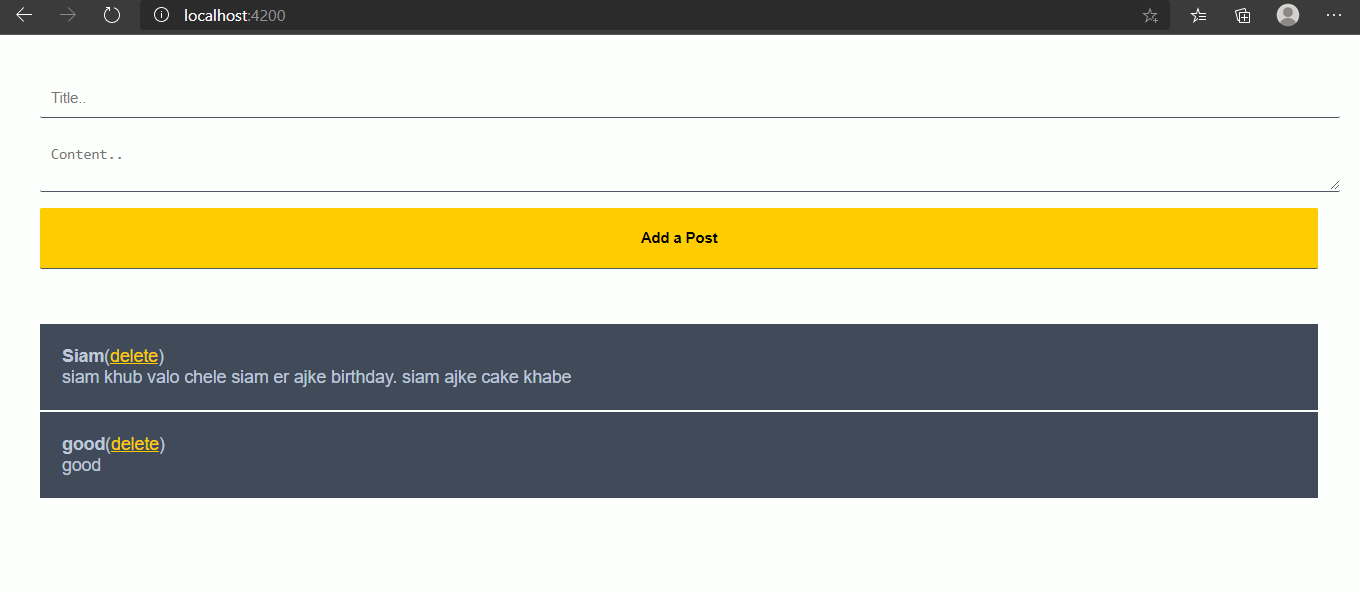 localhost:4200
Title..
Content..
Add a Post
Siam(delete)
siam khub valo chele siam er ajke birthday. siam ajke cake khabe
good(delete)
good